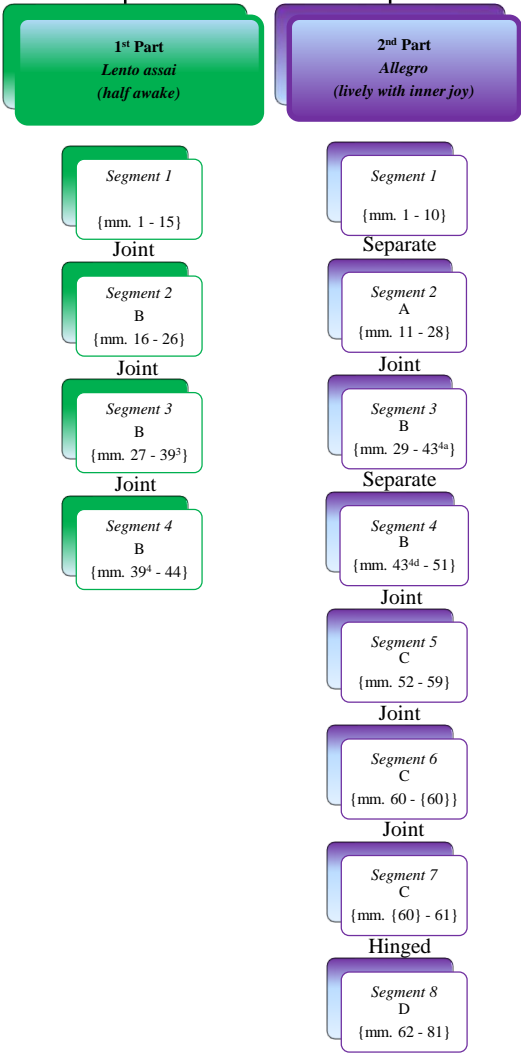 1st Part
Lento assai
(half awake)
Segment 1
{mm. 1 - 15}
Joint
Segment 2
B
{mm. 16 - 26}
Joint
Segment 3
B
{mm. 27 - 39³}
Joint
Segment 4
B
{mm. 39⁴ - 44}
2nd Part
Allegro
(lively with inner joy)
Segment 1
{mm. 1 - 10}
Separate
Segment 2
A
{mm. 11 - 28}
Joint
Segment 3
B
{mm. 29 - 43⁴ᵃ}
Separate
Segment 4
B
{mm. 43⁴ᵈ - 51}
Joint
Segment 5
C
{mm. 52 - 59}
Joint
Segment 6
C
{mm. 60 - {60}}
Joint
Segment 7
C
{mm. {60} - 61}
Hinged
Segment 8
D
{mm. 62 - 81}